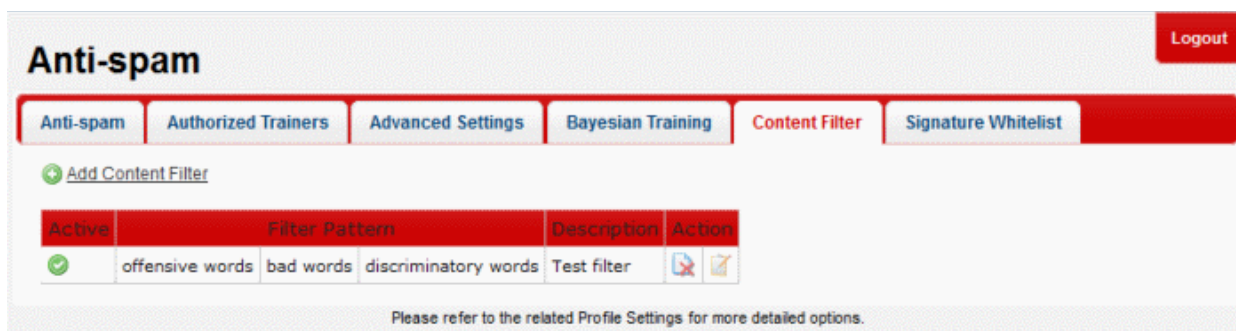 Logout
Anti-spam
Anti-spam Authorized Trainers Advanced Settings Bayesian Training Content Filter Signature Whitelist
Add Content Filter
Active Filter Pattern Description Action
offensive words bad words discriminatory words Test filter
Please refer to the related Profile Settings for more detailed options.